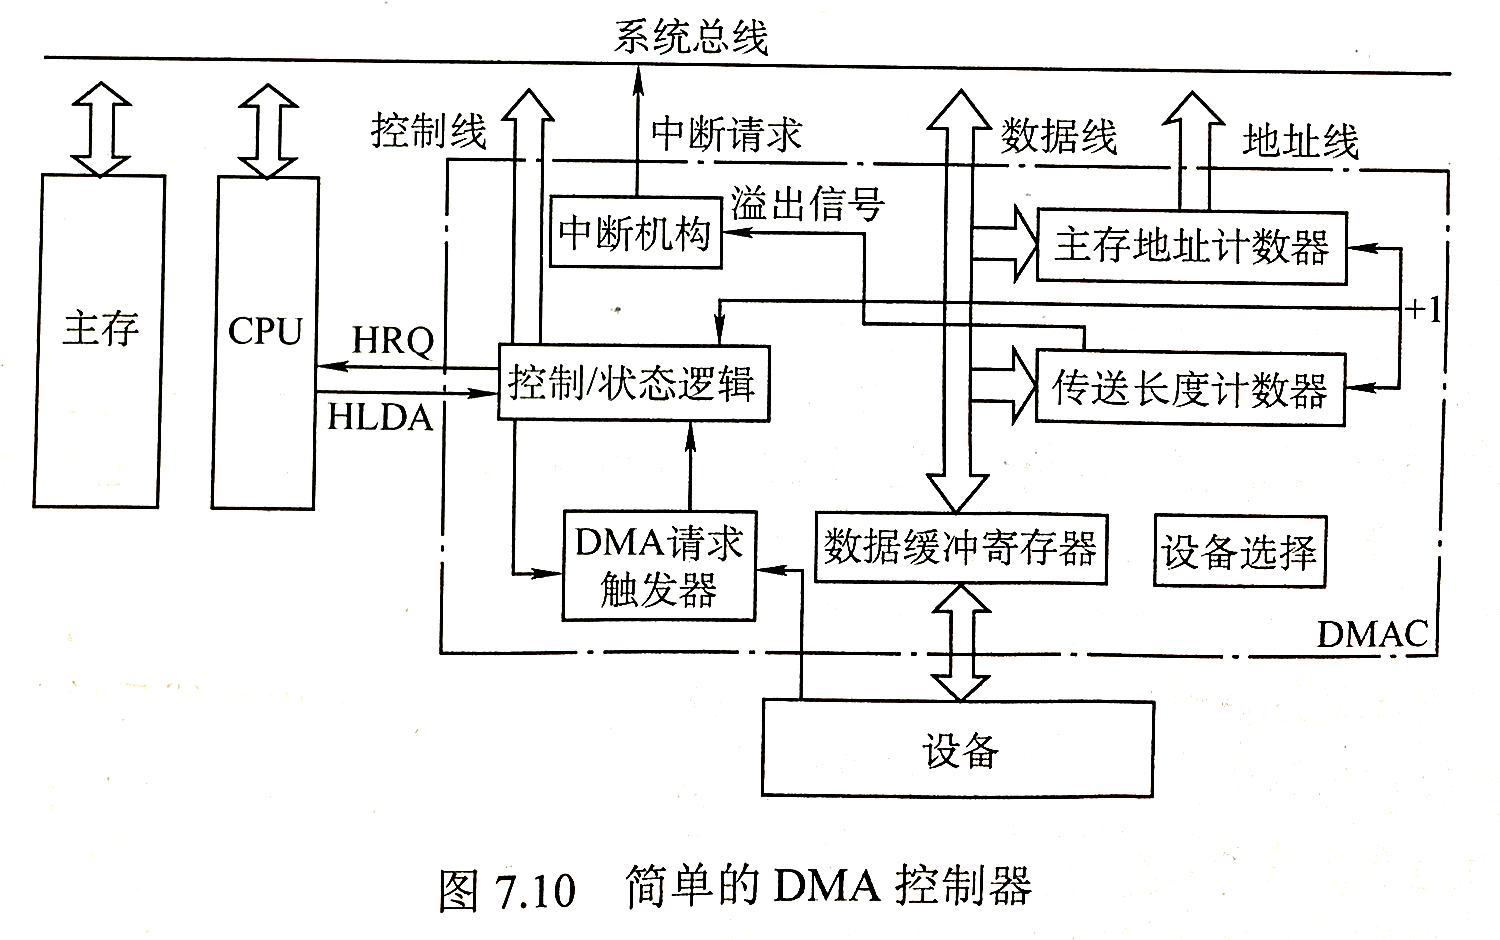 系统总线
控制线
中断请求
数据线
地址线
溢出信号
中断机构
主存地址计数器
主存
CPU
HRQ
+1
控制/状态逻辑
传送长度计数器
HLDA
DMA请求
触发器
数据缓冲寄存器
设备选择
DMAC
设备
图 7.10 简单的 DMA 控制器